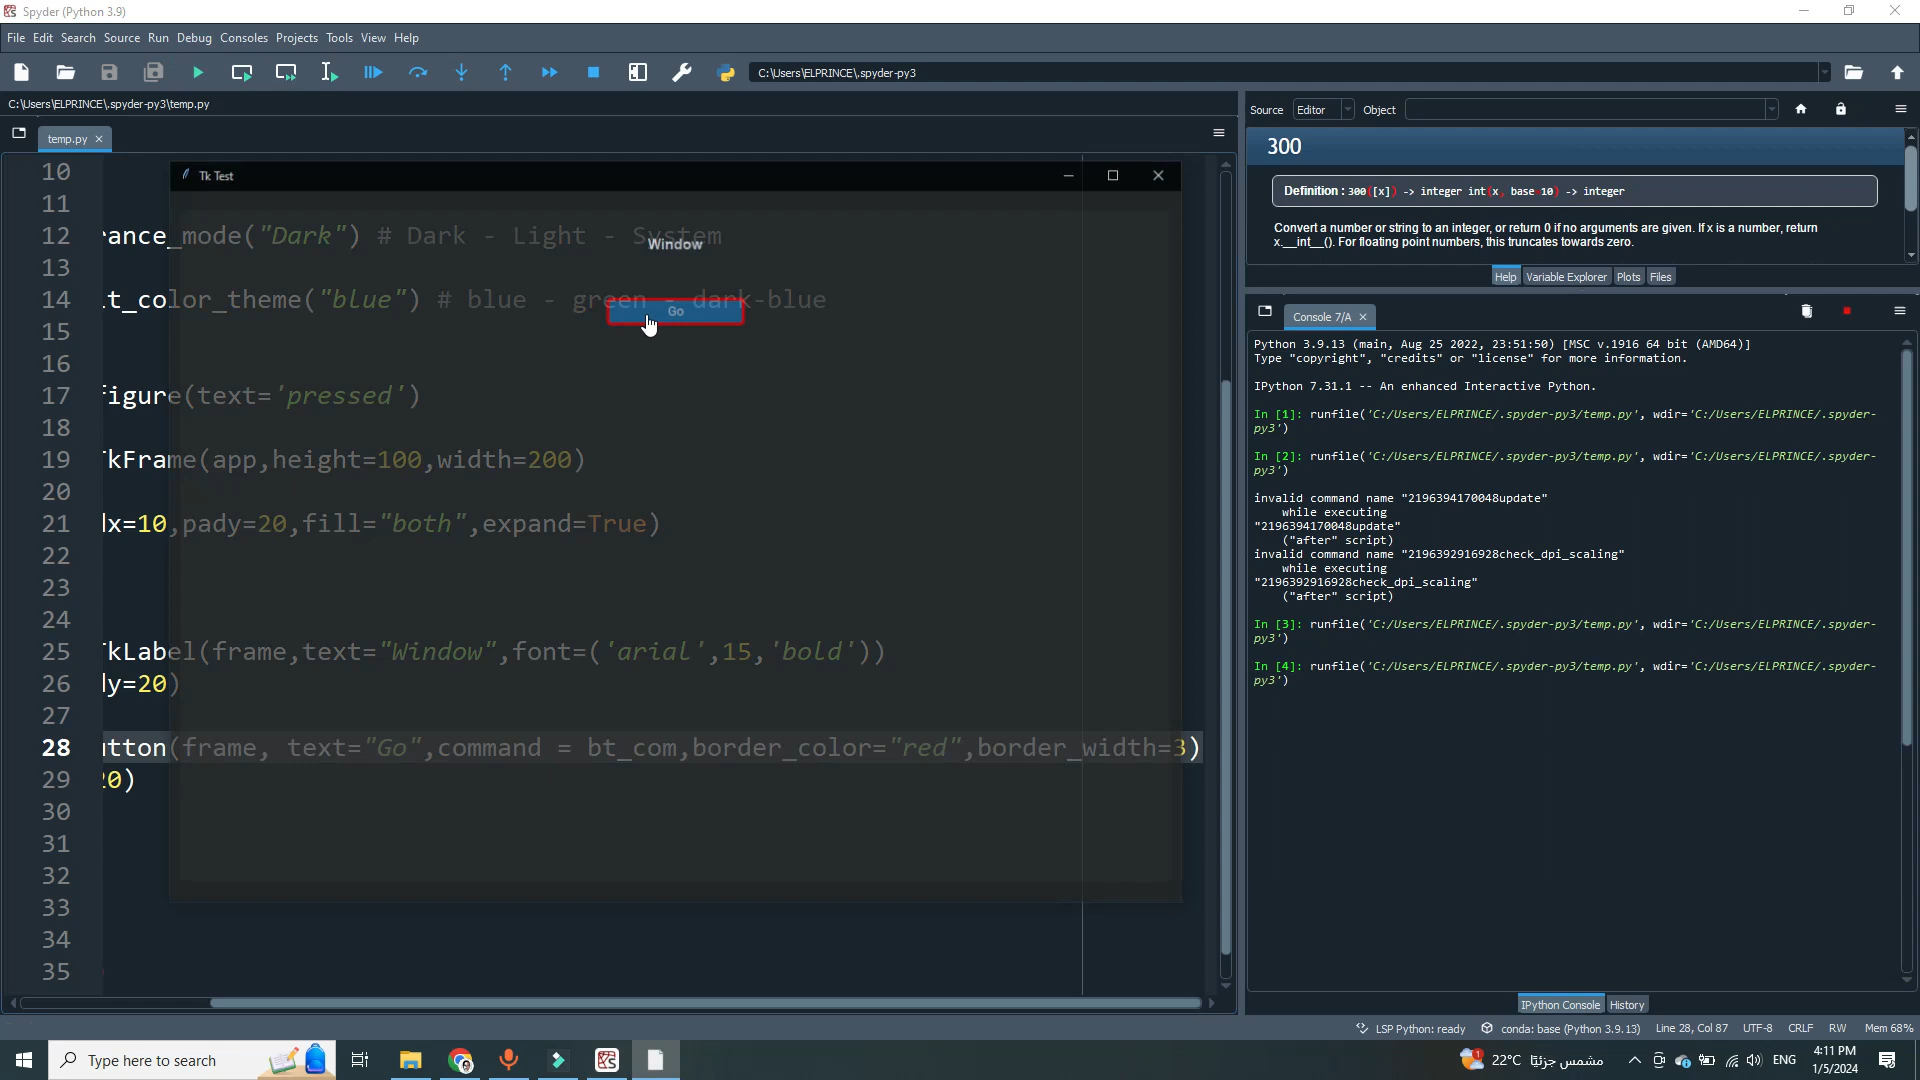 Spyder (Python 3.9)
File Edit Search Source Run Debug Consoles Projects Tools View Help
C:\Users\ELPRINCE\.spyder-py3
C:\Users\ELPRINCE\.spyder-py3\temp.py
temp.py
10
11
12 rance_mode("Dark") # Dark - Light - System
13
14 lt_color_theme("blue") # blue - green - dark-blue
15
16
17 figure(text='pressed')
18
19 TkFrame(app,height=100,width=200)
20
21 dx=10,pady=20,fill="both",expand=True)
22
23
24
25 TkLabel(frame,text="Window",font=('arial',15,'bold'))
26 dy=20)
27
28 utton(frame, text="Go",command = bt_com,border_color="red",border_width=3)
29 20)
30
31
32
33
34
35 )
Tk Test
Window
Go
Source Editor Object
300
Definition : 300([x]) -> integer int(x, base=10) -> integer
Convert a number or string to an integer, or return 0 if no arguments are given. If x is a number, return
x.__int__(). For floating point numbers, this truncates towards zero.
Help Variable Explorer Plots Files
Console 7/A
Python 3.9.13 (main, Aug 25 2022, 23:51:50) [MSC v.1916 64 bit (AMD64)]
Type "copyright", "credits" or "license" for more information.
IPython 7.31.1 -- An enhanced Interactive Python.
In [1]: runfile('C:/Users/ELPRINCE/.spyder-py3/temp.py', wdir='C:/Users/ELPRINCE/.spyder-
py3')
In [2]: runfile('C:/Users/ELPRINCE/.spyder-py3/temp.py', wdir='C:/Users/ELPRINCE/.spyder-
py3')
invalid command name "2196394170048update"
while executing
"2196394170048update"
("after" script)
invalid command name "2196392916928check_dpi_scaling"
while executing
"2196392916928check_dpi_scaling"
("after" script)
In [3]: runfile('C:/Users/ELPRINCE/.spyder-py3/temp.py', wdir='C:/Users/ELPRINCE/.spyder-
py3')
In [4]: runfile('C:/Users/ELPRINCE/.spyder-py3/temp.py', wdir='C:/Users/ELPRINCE/.spyder-
py3')
IPython Console History
LSP Python: ready conda: base (Python 3.9.13) Line 28, Col 87 UTF-8 CRLF RW Mem 68%
Type here to search
1 22°C مشمس جزئيًا ENG 4:11 PM
1/5/2024